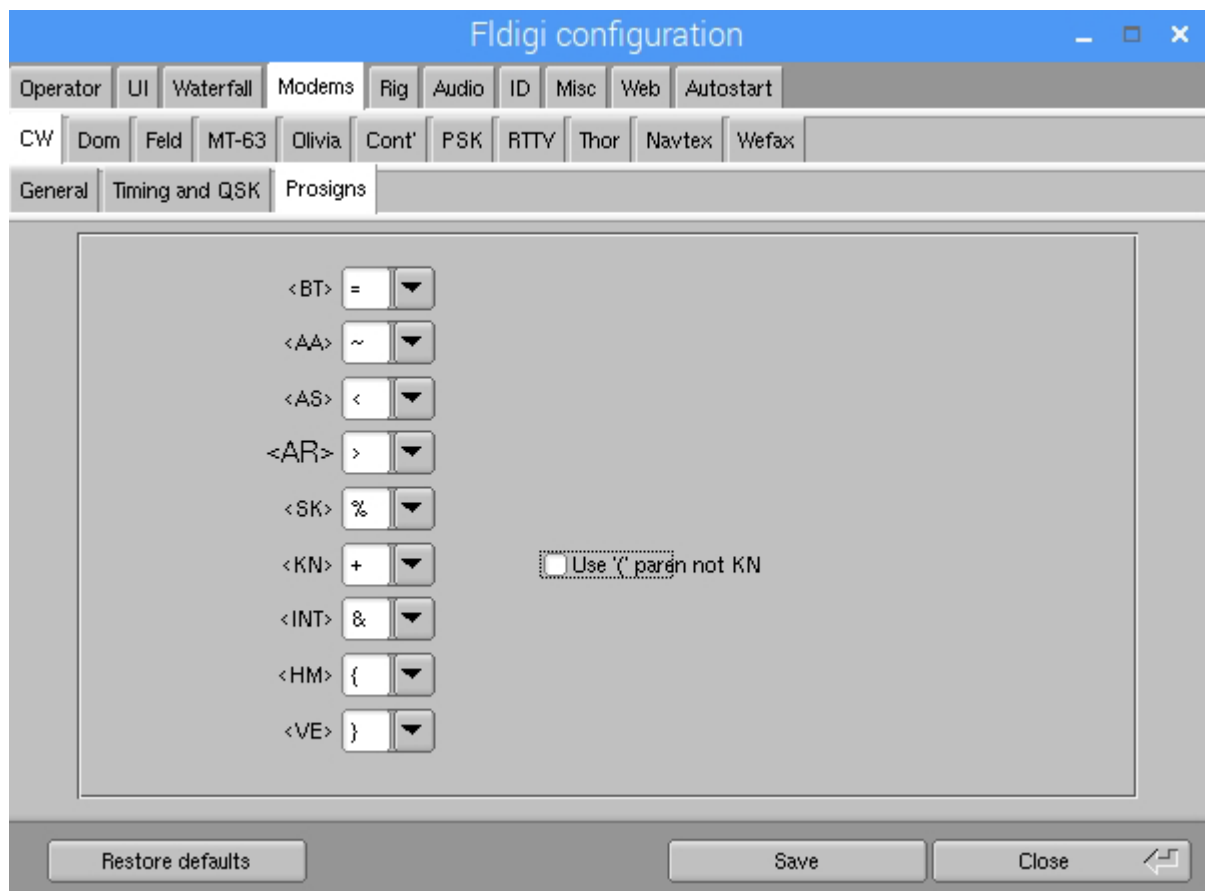 Fldigi configuration
Operator UI Waterfall Modems Rig Audio ID Misc Web Autostart
CW Dom Feld MT-63 Olivia Cont' PSK RTTY Thor Navtex Wefax
General Timing and QSK Prosigns
<BT> =
<AA> ~
<AS> <
<AR> >
<SK> %
<KN> + Use '(' paren not KN
<INT> &
<HM> {
<VE> }
Restore defaults Save Close